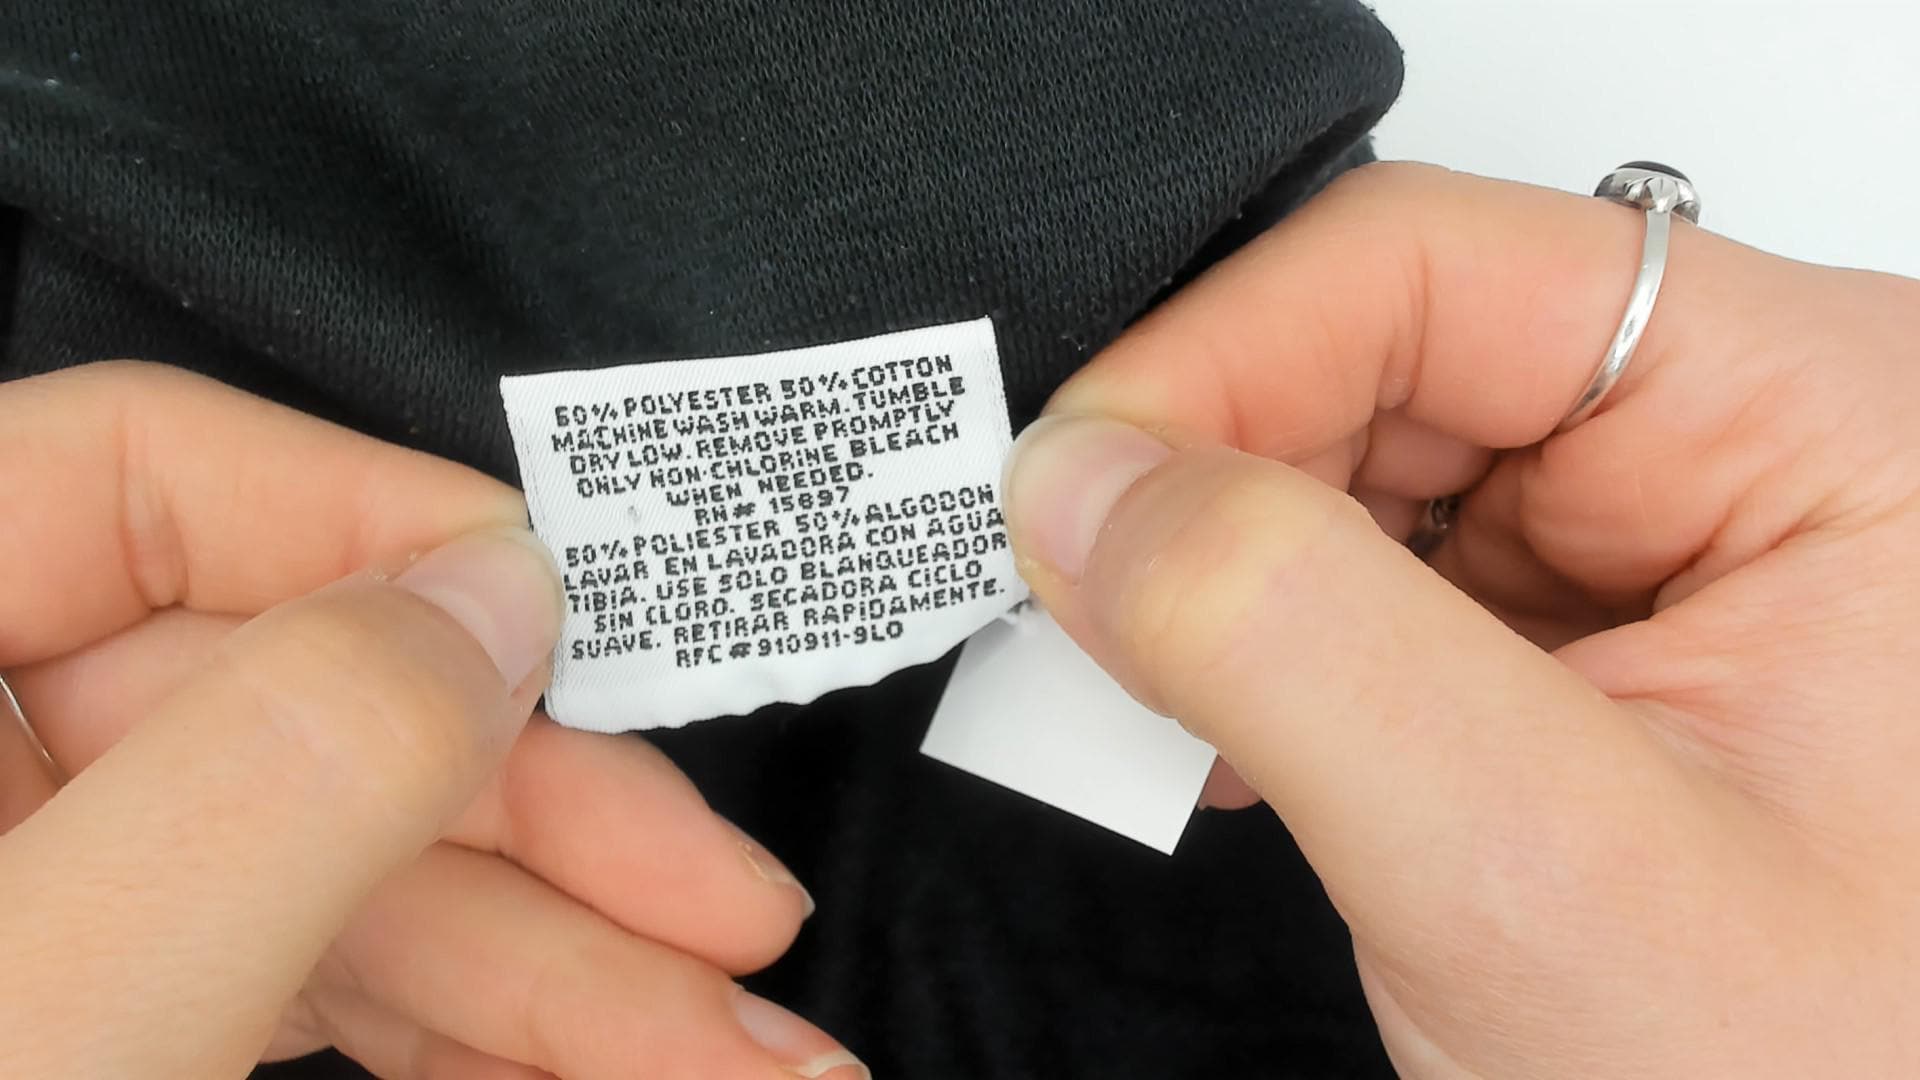 50% POLYESTER 50% COTTON
MACHINE WASH WARM. TUMBLE
DRY LOW. REMOVE PROMPTLY
ONLY NON-CHLORINE BLEACH
WHEN NEEDED.
RN# 15897
50% POLIESTER 50% ALGODON
LAVAR EN LAVADORA CON AGUA
TIBIA. USE SOLO BLANQUEADOR
SIN CLORO. SECADORA CICLO
SUAVE. RETIRAR RAPIDAMENTE.
RFC #910911-9L0